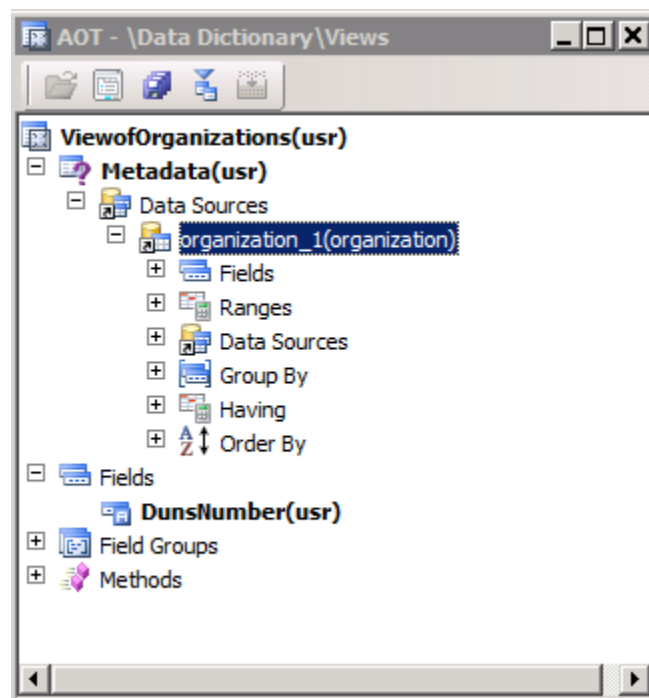 AOT - \Data Dictionary\Views
ViewofOrganizations(usr)
Metadata(usr)
Data Sources
organization_1(organization)
Fields
Ranges
Data Sources
Group By
Having
Order By
Fields
DunsNumber(usr)
Field Groups
Methods